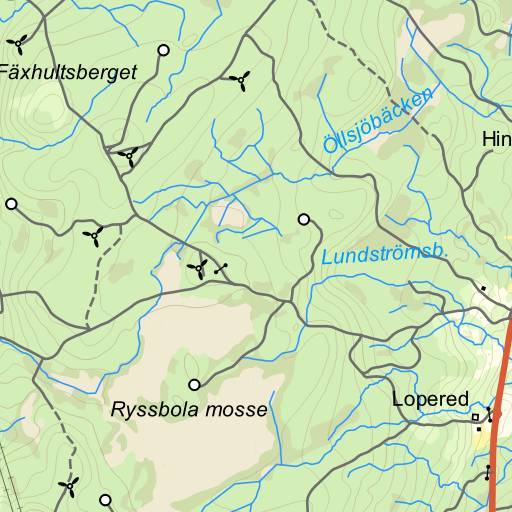 Fäxhultsberget
Öllsjöbäcken
Hin
Lundströmsb.
Lopered
Ryssbola mosse